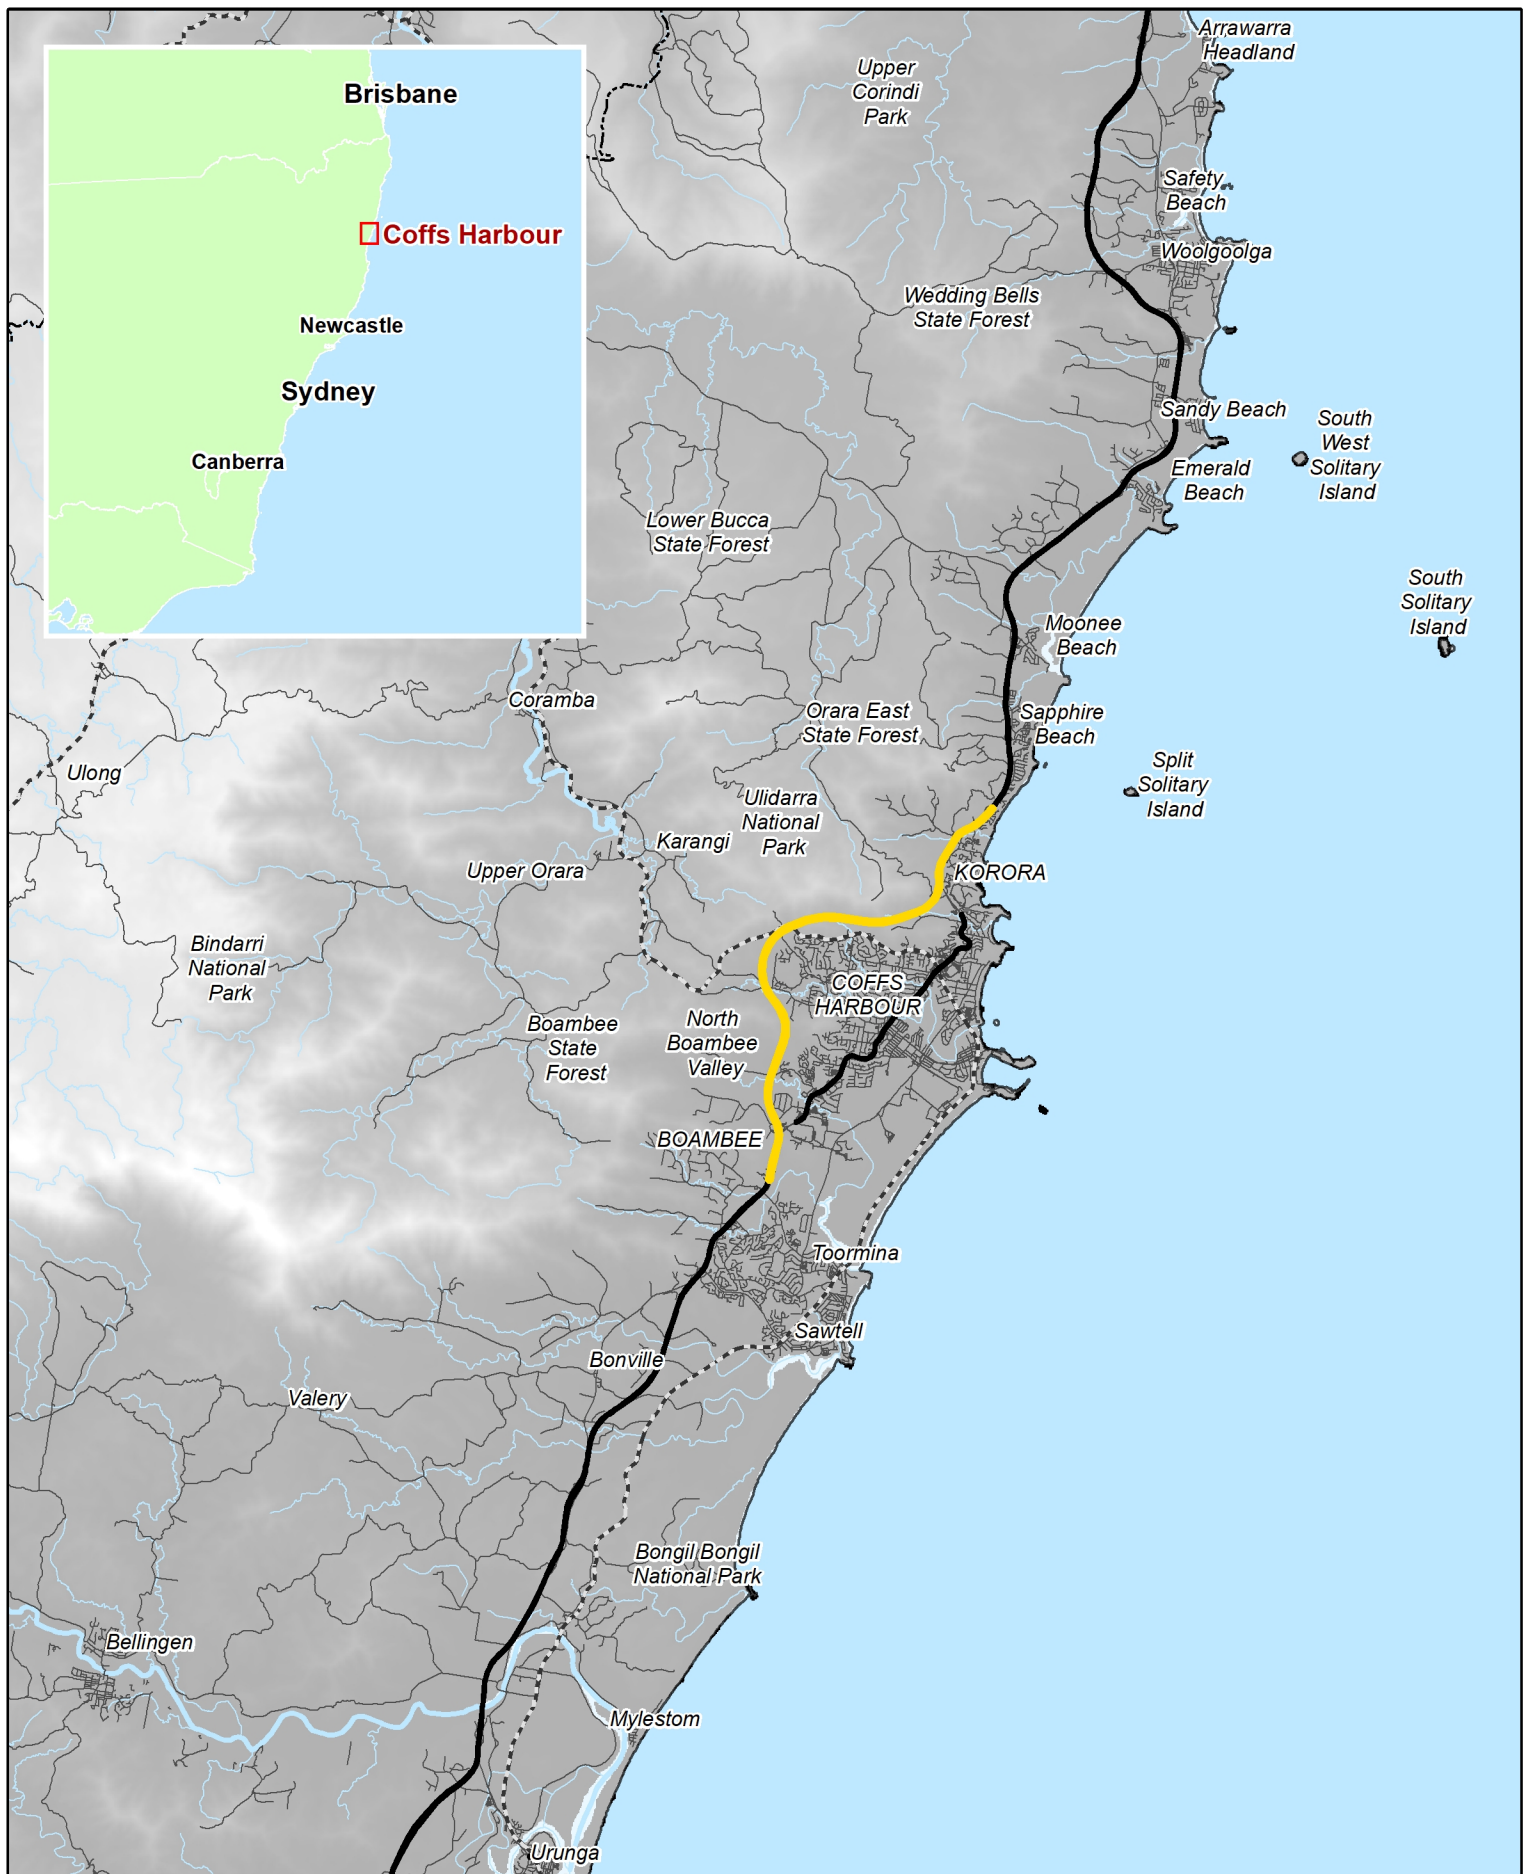 Arrawarra
Headland
Upper
Corindi
Park
Brisbane
Safety
Beach
Coffs Harbour
Woolgoolga
Wedding Bells
State Forest
Newcastle
Sydney
Sandy Beach
South
West
Solitary
Island
Canberra
Emerald
Beach
Lower Bucca
State Forest
South
Solitary
Island
Moonee
Beach
Coramba
Orara East
State Forest
Sapphire
Beach
Ulong
Split
Solitary
Island
Ulidarra
National
Park
Karangi
Upper Orara
KORORA
Bindarri
National
Park
COFFS
HARBOUR
Boambee
State
Forest
North
Boambee
Valley
BOAMBEE
Toormina
Sawtell
Bonville
Valery
Bongil Bongil
National Park
Bellingen
Mylestom
Urunga